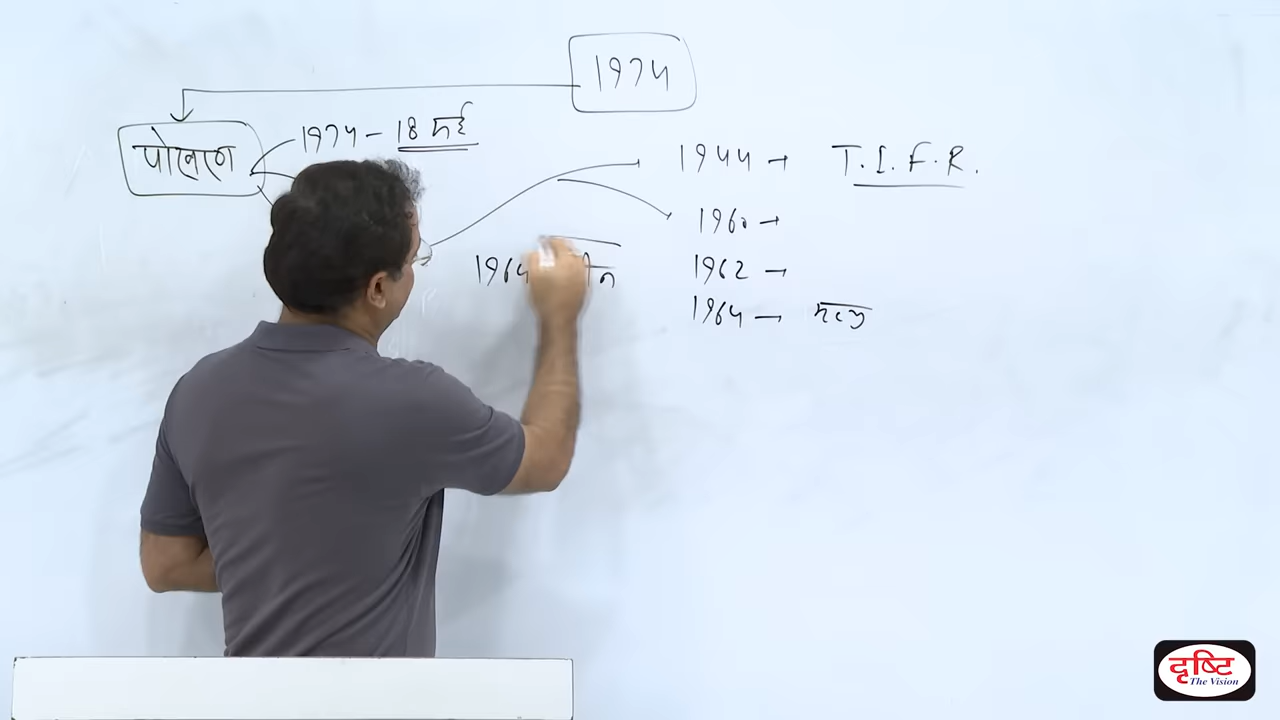 1974
पोखरण
1974 - 18 मई
1944 → T.I.F.R.
1960 →
1964
1962 →
1964 →
दृष्टि
The Vision